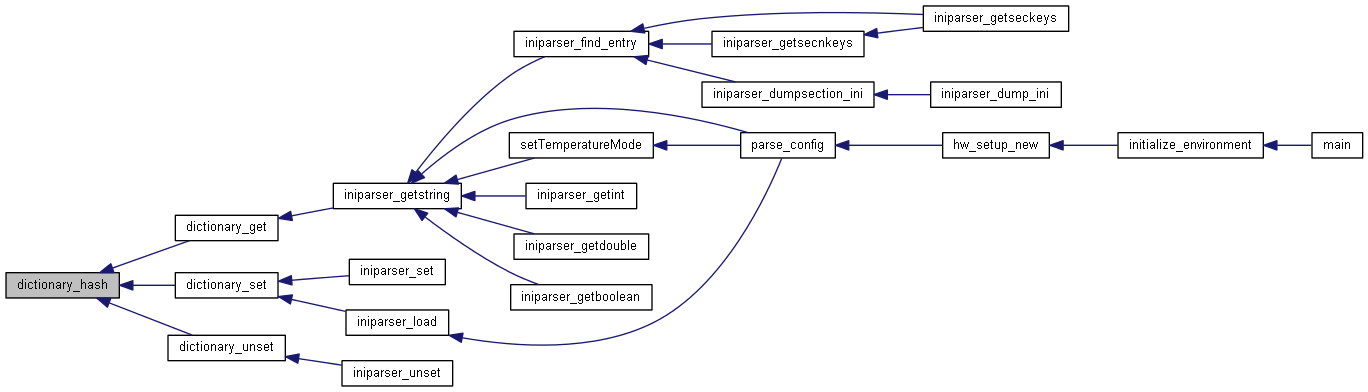 iniparser_getseckeys
iniparser_find_entry
iniparser_getsecnkeys
iniparser_dumpsection_ini
iniparser_dump_ini
setTemperatureMode
parse_config
hw_setup_new
initialize_environment
main
iniparser_getstring
iniparser_getint
dictionary_get
iniparser_getdouble
iniparser_set
dictionary_hash
dictionary_set
iniparser_getboolean
iniparser_load
dictionary_unset
iniparser_unset